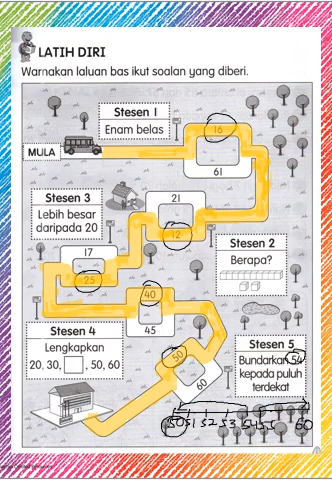 LATIH DIRI
Warnakan laluan bas ikut soalan yang diberi.
Stesen 1
Enam belas
16
MULA
61
Stesen 3
Lebih besar
daripada 20
21
12
Stesen 2
Berapa?
17
25
40
45
Stesen 4
Lengkapkan
20, 30, , 50, 60
50
60
Stesen 5
Bundarkan 54
kepada puluh
terdekat
50 51 52 53 54 55 60